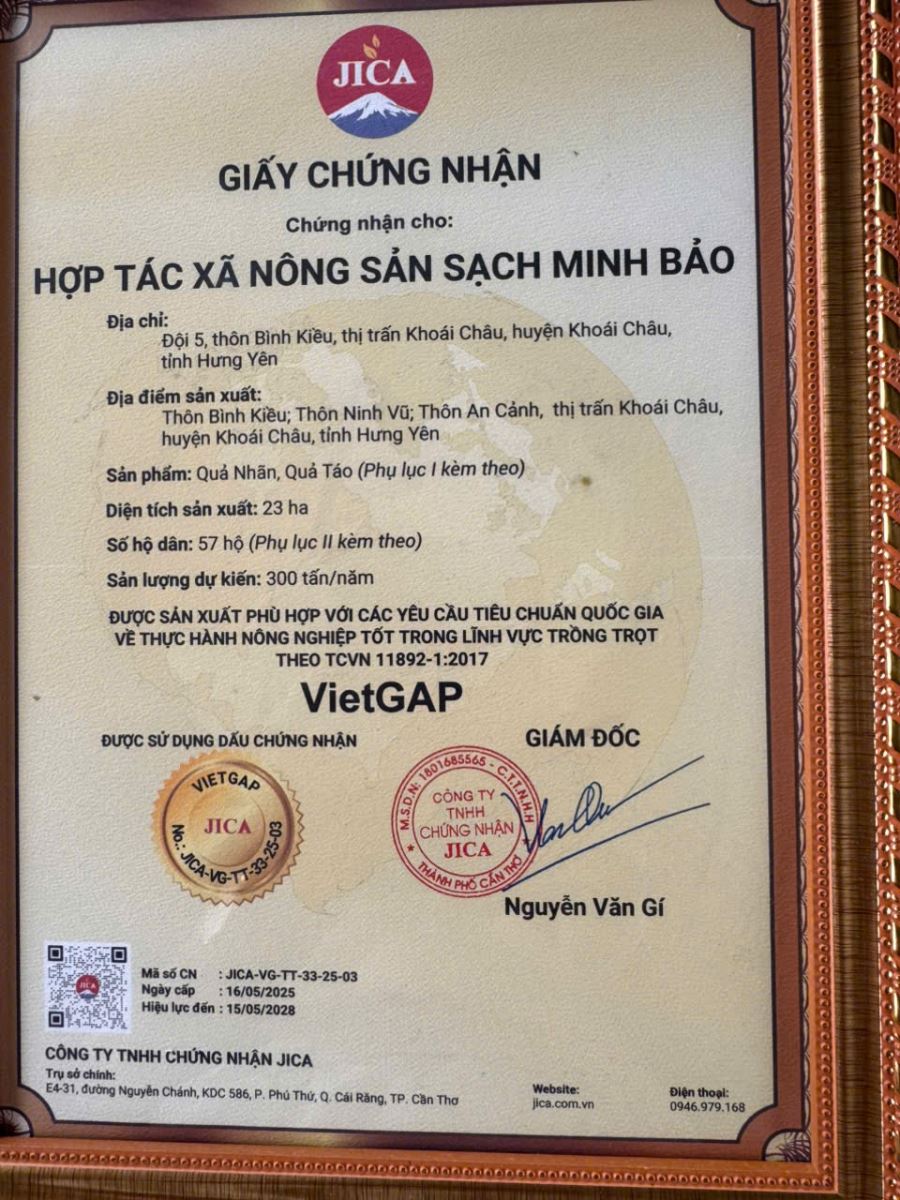 JICA
GIẤY CHỨNG NHẬN
Chứng nhận cho:
HỢP TÁC XÃ NÔNG SẢN SẠCH MINH BẢO
Địa chỉ:
Đội 5, thôn Bình Kiều, thị trấn Khoái Châu, huyện Khoái Châu,
tỉnh Hưng Yên
Địa điểm sản xuất:
Thôn Bình Kiều; Thôn Ninh Vũ; Thôn An Cảnh, thị trấn Khoái Châu,
huyện Khoái Châu, tỉnh Hưng Yên
Sản phẩm: Quả Nhãn, Quả Táo (Phụ lục I kèm theo)
Diện tích sản xuất: 23 ha
Số hộ dân: 57 hộ (Phụ lục II kèm theo)
Sản lượng dự kiến: 300 tấn/năm
ĐƯỢC SẢN XUẤT PHÙ HỢP VỚI CÁC YÊU CẦU TIÊU CHUẨN QUỐC GIA
VỀ THỰC HÀNH NÔNG NGHIỆP TỐT TRONG LĨNH VỰC TRỒNG TRỌT
THEO TCVN 11892-1:2017
VietGAP
ĐƯỢC SỬ DỤNG DẤU CHỨNG NHẬN
VIETGAP
JICA
No.: JICA-VG-TT-33-25-03
GIÁM ĐỐC
M.S.D.N: 1801685565 - C.T.T.N.H.H
CÔNG TY
TNHH
CHỨNG NHẬN
JICA
THÀNH PHỐ CẦN THƠ
Nguyễn Văn Gí
JICA
Mã số CN : JICA-VG-TT-33-25-03
Ngày cấp : 16/05/2025
Hiệu lực đến : 15/05/2028
CÔNG TY TNHH CHỨNG NHẬN JICA
Trụ sở chính:
E4-31, đường Nguyễn Chánh, KDC 586, P. Phú Thứ, Q. Cái Răng, TP. Cần Thơ
Website:
jica.com.vn
Điện thoại:
0946.979.168